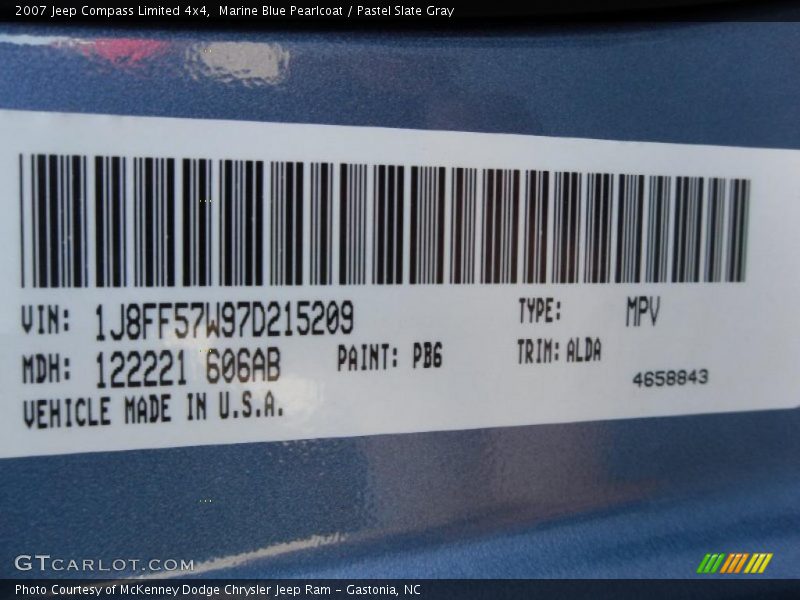 2007 Jeep Compass Limited 4x4,  Marine Blue Pearlcoat / Pastel Slate Gray
VIN: 1J8FF57W97D215209 TYPE: MPV
MDH: 122221 606AB PAINT: PB6 TRIM: ALDA
4658843
VEHICLE MADE IN U.S.A.
GTCARLOT.COM
Photo Courtesy of McKenney Dodge Chrysler Jeep Ram – Gastonia, NC